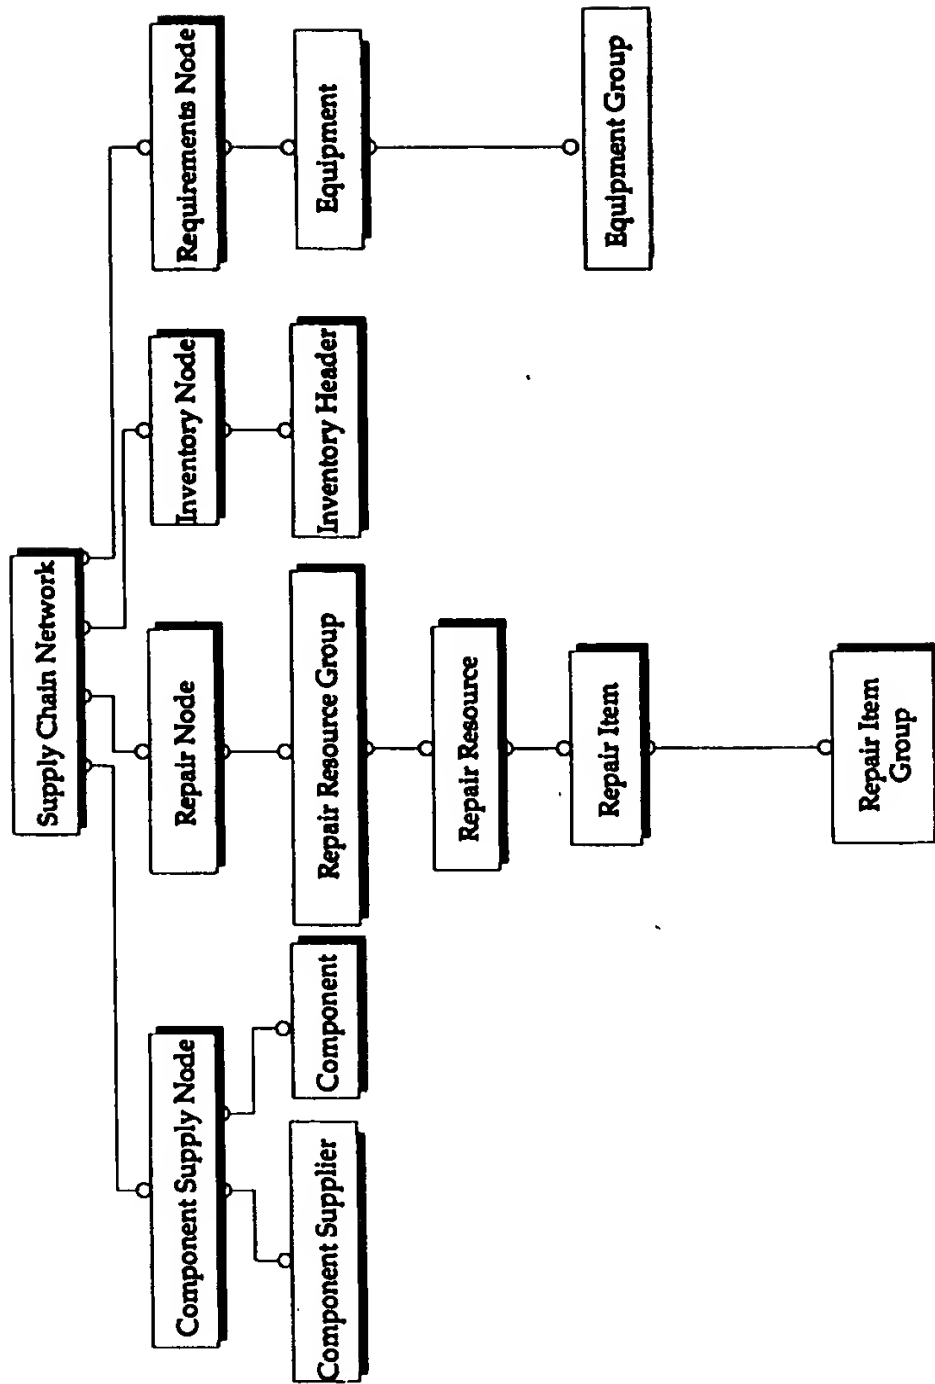 Supply Chain Network
Component Supply Node
Repair Node
Inventory Node
Requirements Node
Component Supplier
Component
Repair Resource Group
Inventory Header
Equipment
Repair Resource
Repair Item
Equipment Group
Repair Item
Group